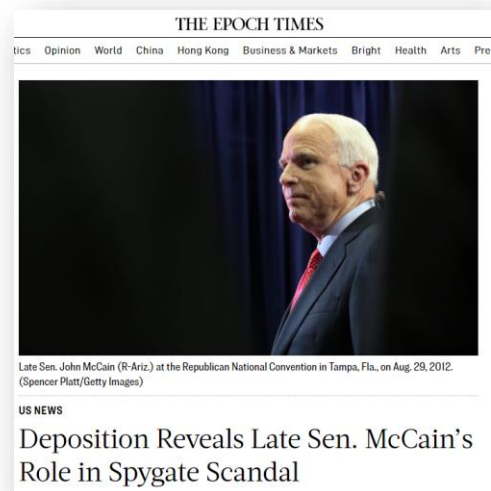 THE EPOCH TIMES
tics Opinion World China Hong Kong Business & Markets Bright Health Arts Pre
Late Sen. John McCain (R-Ariz.) at the Republican National Convention in Tampa, Fla., on Aug. 29, 2012.
(Spencer Platt/Getty Images)
US NEWS
Deposition Reveals Late Sen. McCain's
Role in Spygate Scandal